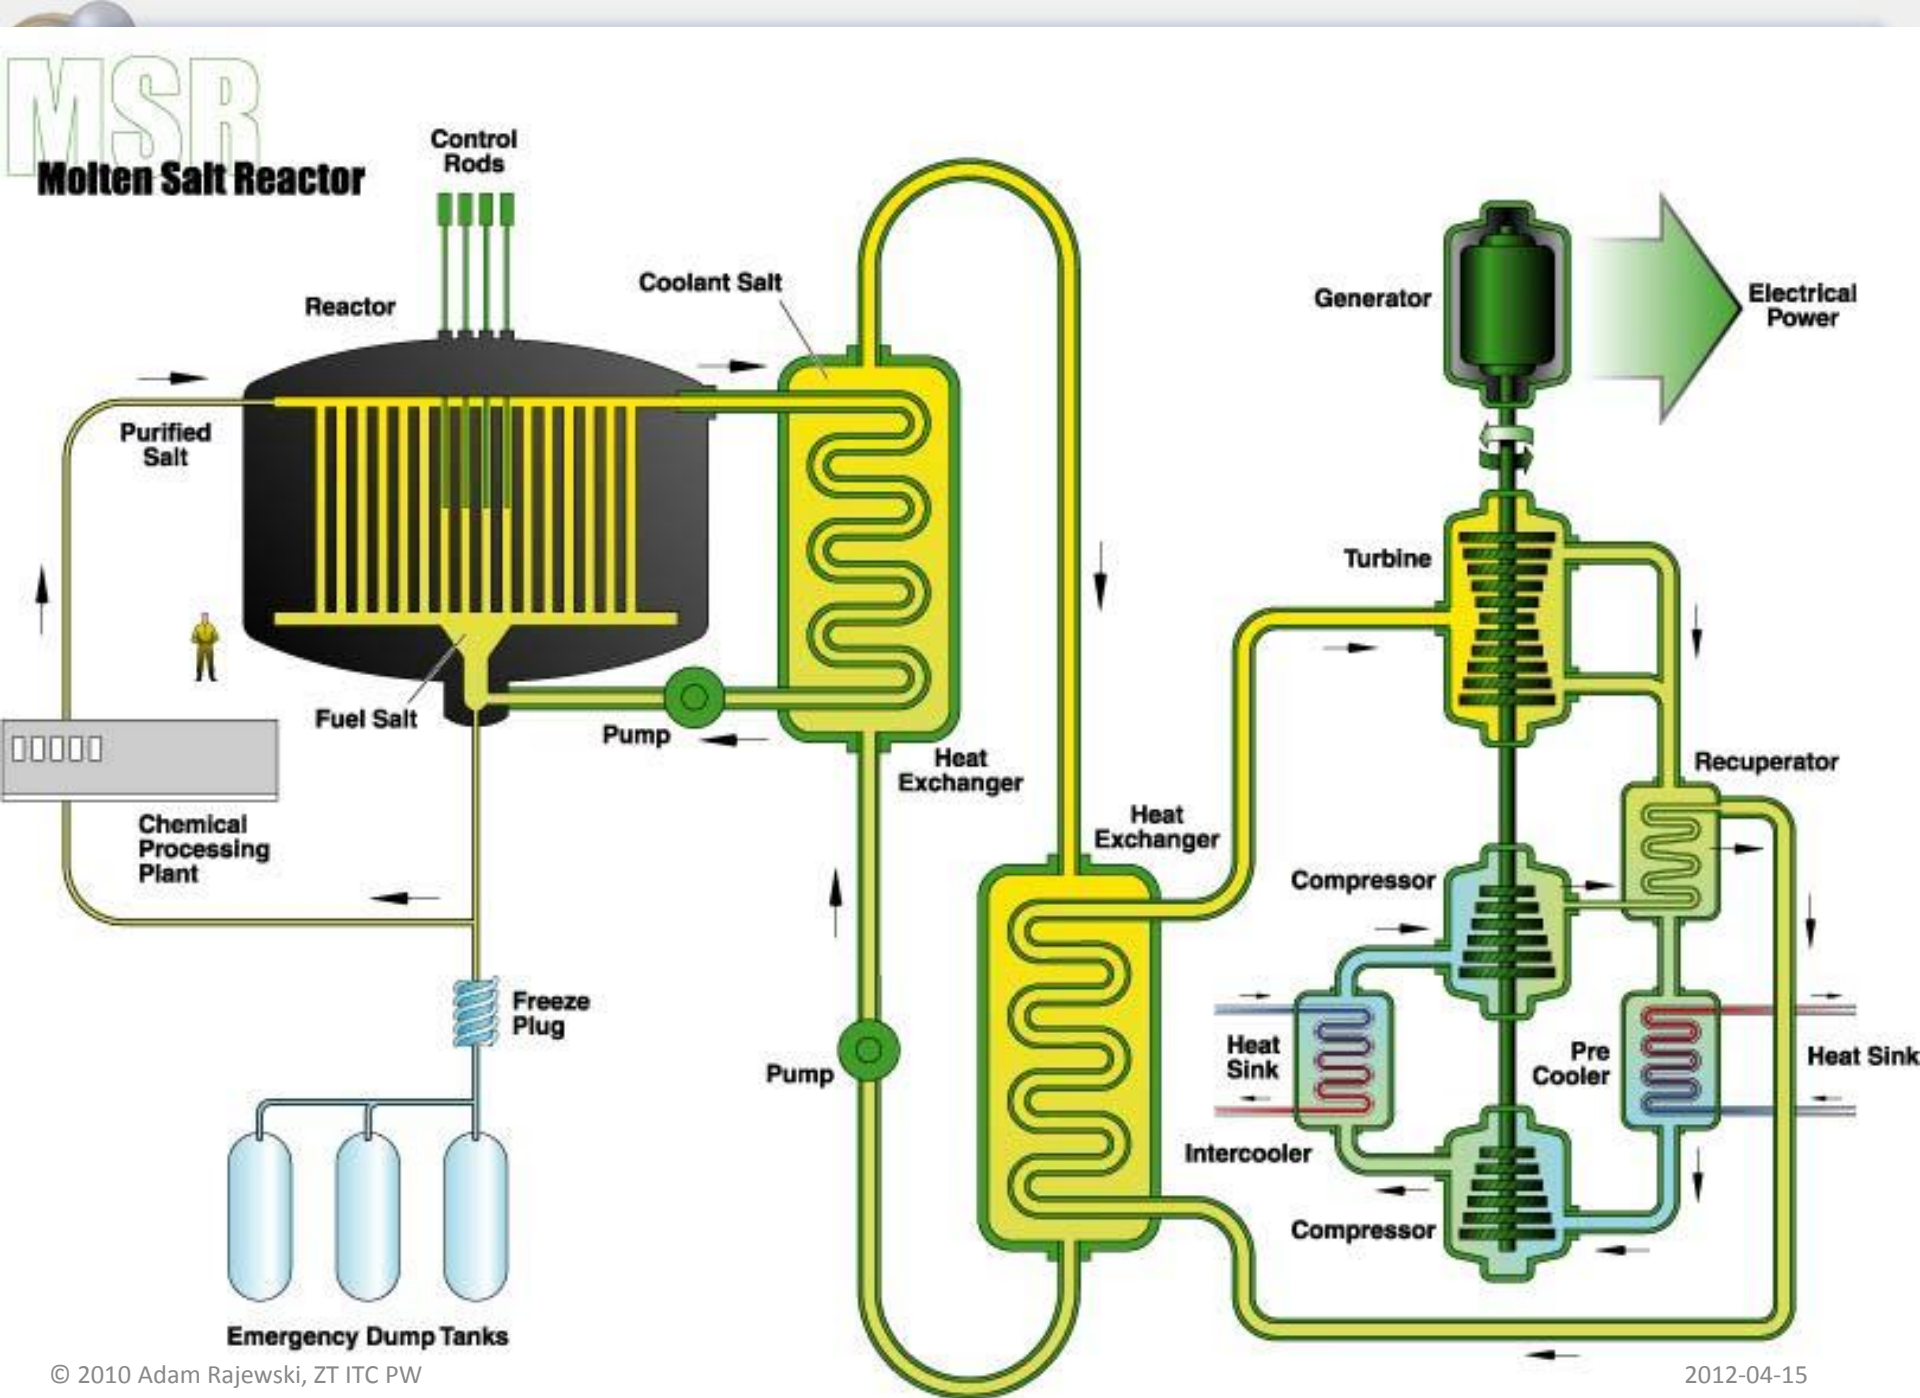 MSR
Molten Salt Reactor
Control
Rods
Reactor
Coolant Salt
Generator
Electrical
Power
Purified
Salt
Turbine
Fuel Salt
Pump
Heat
Exchanger
Recuperator
Heat
Exchanger
Chemical
Processing
Plant
Compressor
Freeze
Plug
Pump
Heat
Sink
Pre
Cooler
Heat Sink
Intercooler
Compressor
Emergency Dump Tanks
© 2010 Adam Rajewski, ZT ITC PW
2012-04-15